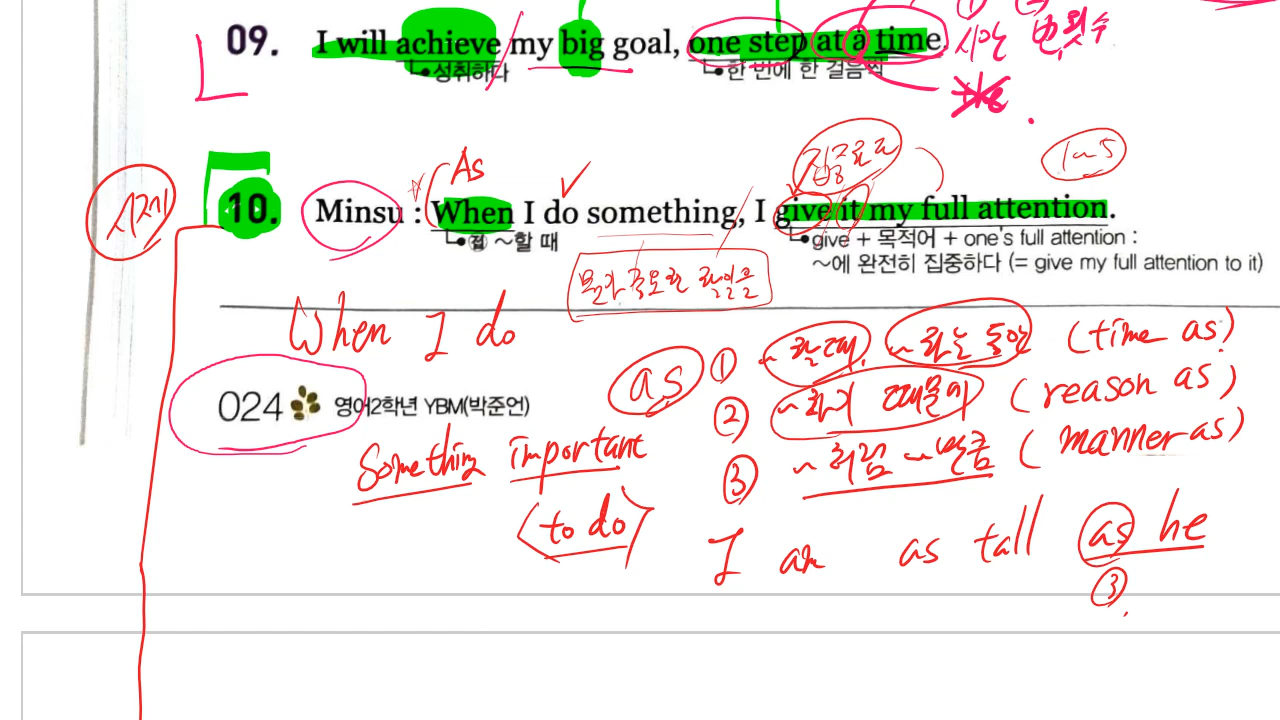 09. I will achieve my big goal, one step at a time.
시간
성취하다 한 번에 한 걸음씩
the
As 집중표로 1~5
시제
10. Minsu : When I do something, I give it my full attention.
접 ~할 때 give + 목적어 + one's full attention :
~에 완전히 집중하다 (= give my full attention to it)
뭔가 중요한 할일을
When I do
as ① ~할 때, ~하는 동안 (time as)
024 영어2학년 YBM(박준언)
② ~하기 때문에 (reason as)
Something important
③ ~처럼 ~만큼 (manner as)
<to do>
I am as tall as he
③